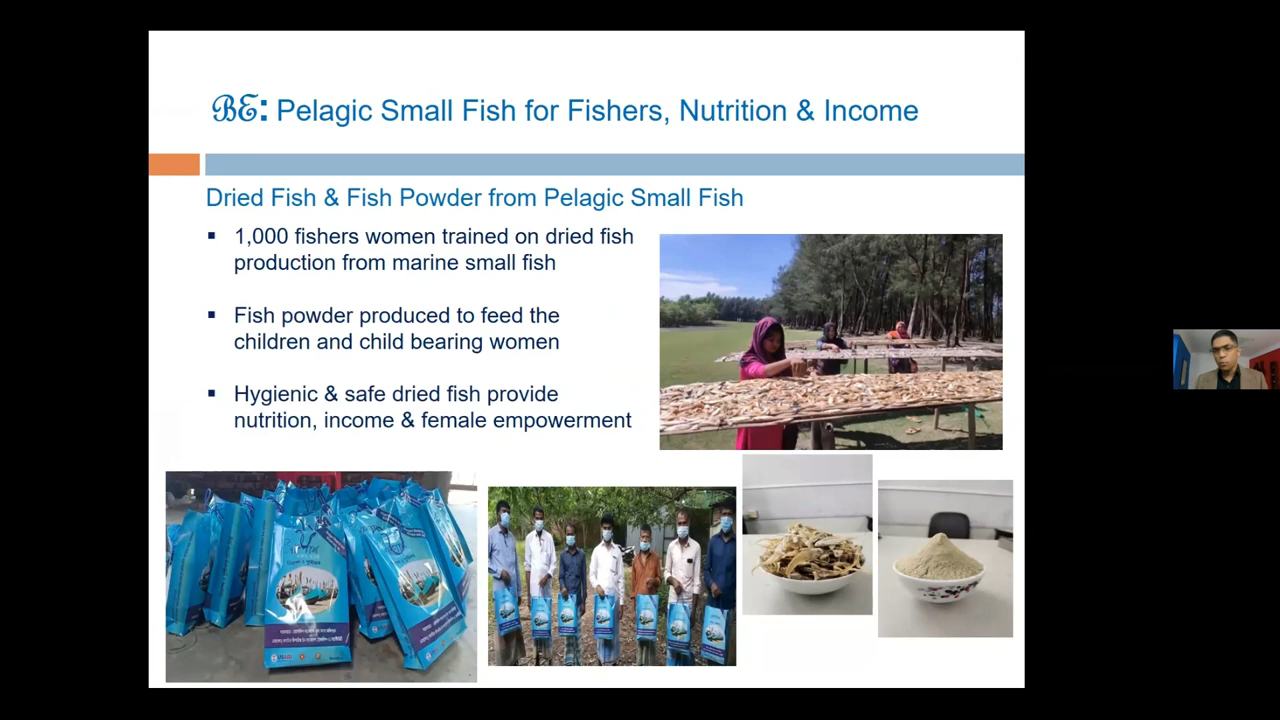 ℬℰ: Pelagic Small Fish for Fishers, Nutrition & Income
Dried Fish & Fish Powder from Pelagic Small Fish
▪ 1,000 fishers women trained on dried fish
production from marine small fish
▪ Fish powder produced to feed the
children and child bearing women
▪ Hygienic & safe dried fish provide
nutrition, income & female empowerment
USAID